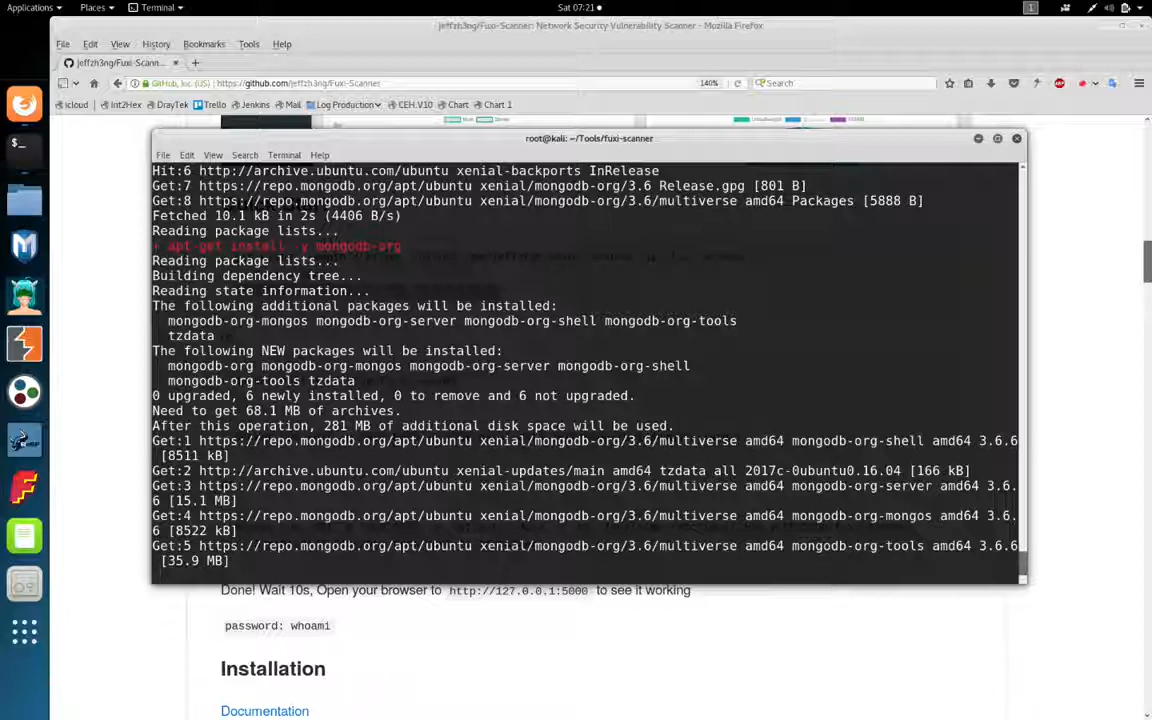 Applications Places Terminal Sat 07:21 1
jeffzh3ng/Fuxi-Scanner: Network Security Vulnerability Scanner - Mozilla Firefox
File Edit View History Bookmarks Tools Help
jeffzh3ng/Fuxi-Scann...
GitHub, Inc. (US) https://github.com/jeffzh3ng/Fuxi-Scanner 140% Search
icloud Int2Hex DrayTek Trello Jenkins Mail Log Production CEH.V10 Chart Chart 1
root@kali: ~/Tools/fuxi-scanner
File Edit View Search Terminal Help
Hit:6 http://archive.ubuntu.com/ubuntu xenial-backports InRelease
Get:7 https://repo.mongodb.org/apt/ubuntu xenial/mongodb-org/3.6 Release.gpg [801 B]
Get:8 https://repo.mongodb.org/apt/ubuntu xenial/mongodb-org/3.6/multiverse amd64 Packages [5888 B]
Fetched 10.1 kB in 2s (4406 B/s)
Reading package lists...
+ apt-get install -y mongodb-org
Reading package lists...
Building dependency tree...
Reading state information...
The following additional packages will be installed:
mongodb-org-mongos mongodb-org-server mongodb-org-shell mongodb-org-tools
tzdata
The following NEW packages will be installed:
mongodb-org mongodb-org-mongos mongodb-org-server mongodb-org-shell
mongodb-org-tools tzdata
0 upgraded, 6 newly installed, 0 to remove and 6 not upgraded.
Need to get 68.1 MB of archives.
After this operation, 281 MB of additional disk space will be used.
Get:1 https://repo.mongodb.org/apt/ubuntu xenial/mongodb-org/3.6/multiverse amd64 mongodb-org-shell amd64 3.6.6
[8511 kB]
Get:2 http://archive.ubuntu.com/ubuntu xenial-updates/main amd64 tzdata all 2017c-0ubuntu0.16.04 [166 kB]
Get:3 https://repo.mongodb.org/apt/ubuntu xenial/mongodb-org/3.6/multiverse amd64 mongodb-org-server amd64 3.6.
6 [15.1 MB]
Get:4 https://repo.mongodb.org/apt/ubuntu xenial/mongodb-org/3.6/multiverse amd64 mongodb-org-mongos amd64 3.6.
6 [8522 kB]
Get:5 https://repo.mongodb.org/apt/ubuntu xenial/mongodb-org/3.6/multiverse amd64 mongodb-org-tools amd64 3.6.6
[35.9 MB]
Done! Wait 10s, Open your browser to http://127.0.0.1:5000 to see it working
password: whoami
Installation
Documentation